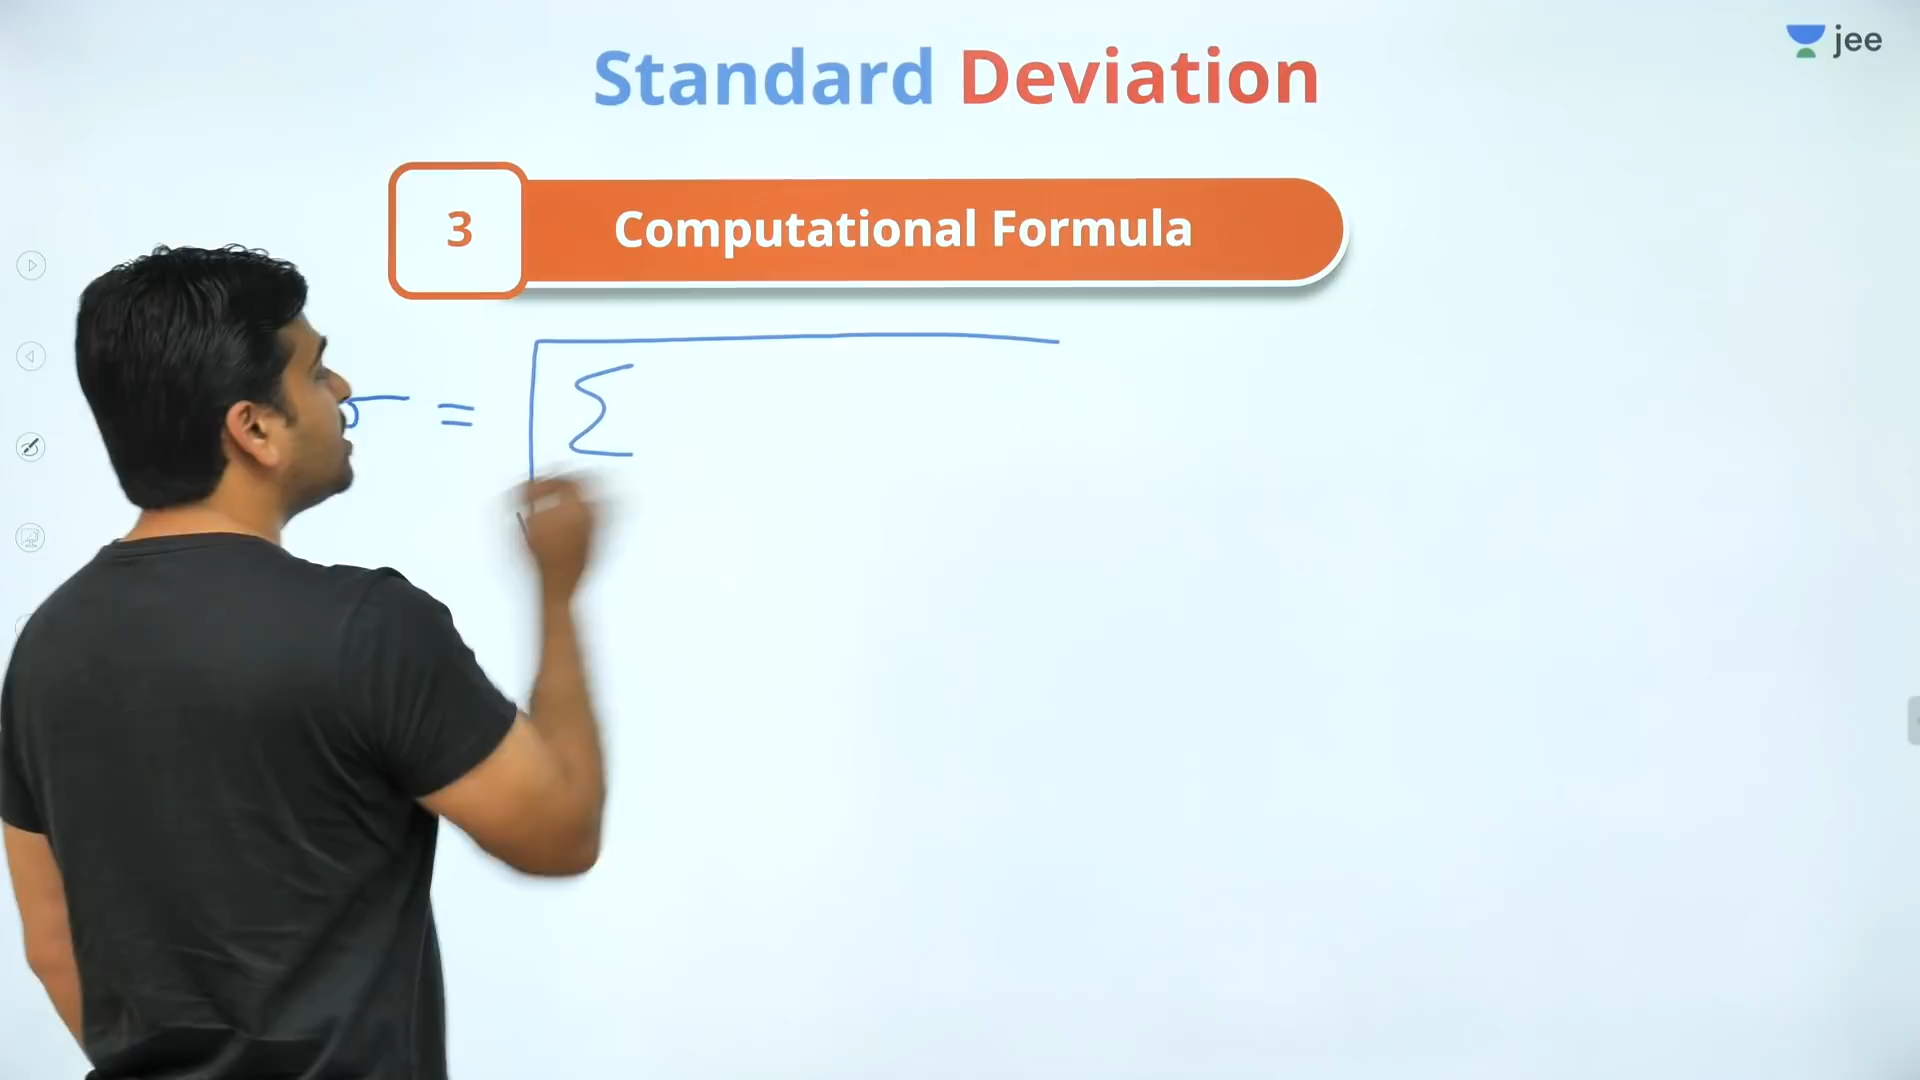 jee
Standard Deviation
3 Computational Formula
σ = √Σ